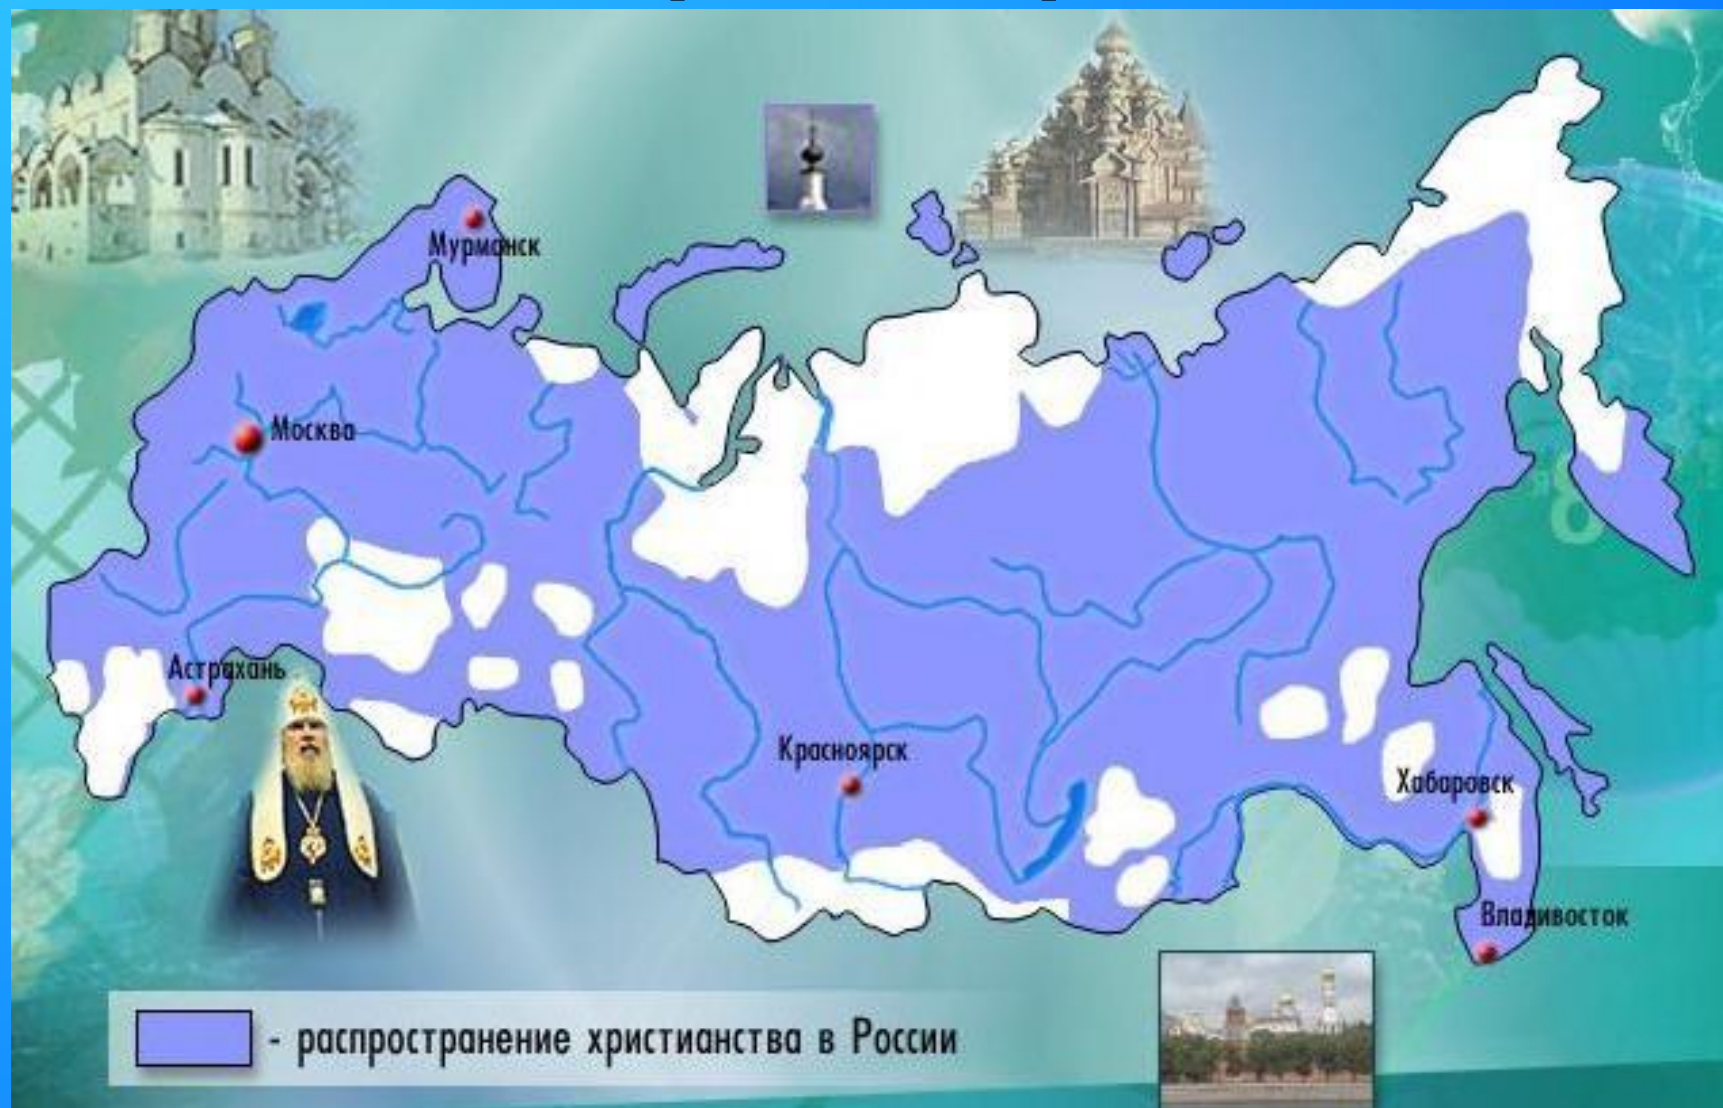 Мурманск
Москва
Астрахань
Красноярск
Хабаровск
Владивосток
- распространение христианства в России